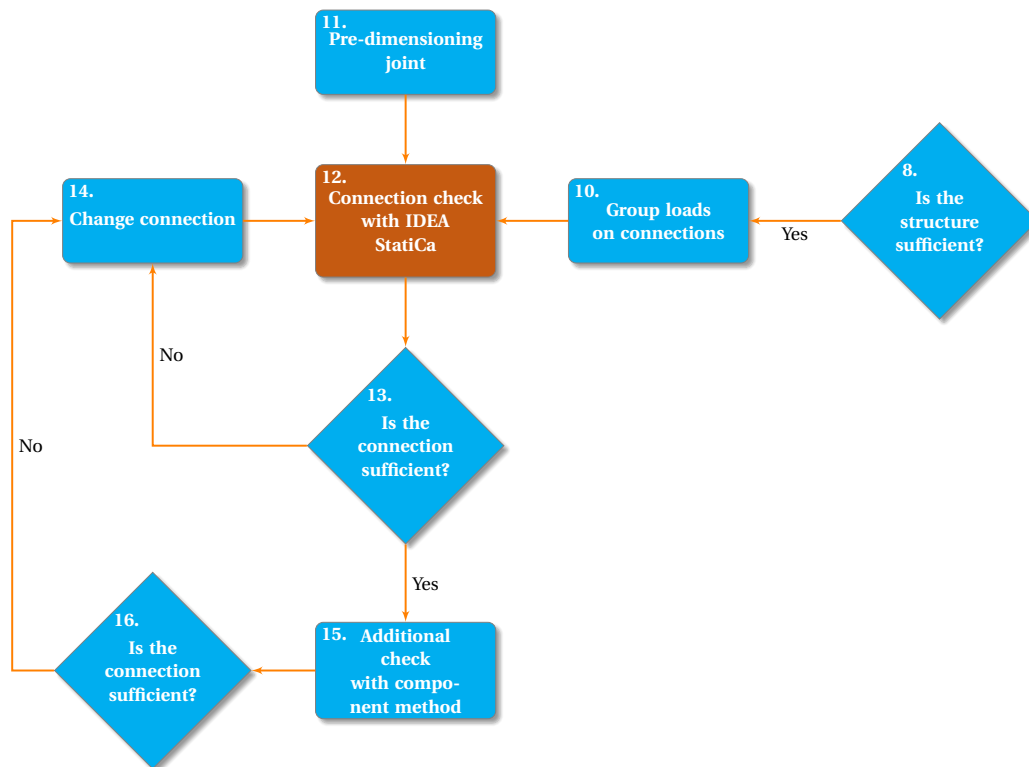 11.
Pre-dimensioning
joint
12.
Connection check
with IDEA
StatiCa
14.
Change connection
10.
Group loads
on connections
8.
Is the
structure
sufficient?
Yes
No
13.
Is the
connection
sufficient?
No
Yes
15. Additional
check
with compo-
nent method
16.
Is the
connection
sufficient?